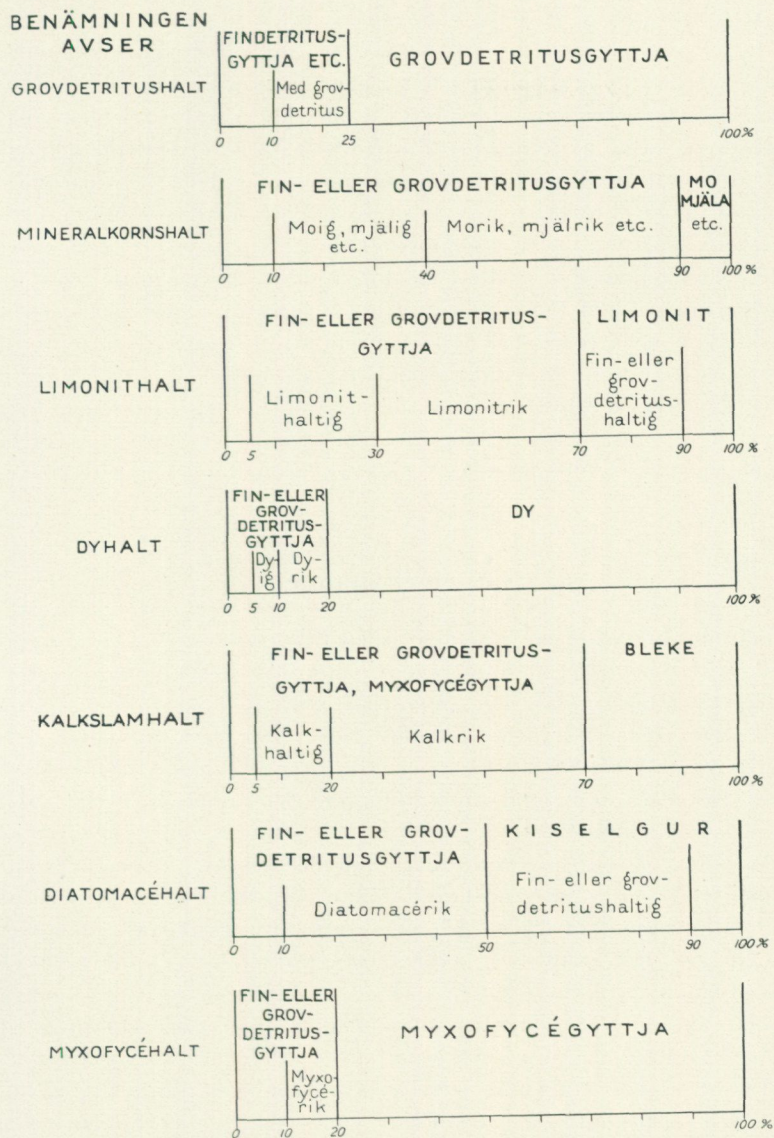 BENÄMNINGEN
AVSER
GROVDETRITUSHALT
FINDETRITUS-
GYTTJA ETC.
GROVDETRITUSGYTTJA
Med grov-
detritus
0 10 25 100%
MINERALKORNSHALT
FIN- ELLER GROVDETRITUSGYTTJA
MO
MJÄLA
etc.
Moig, mjälig
etc.
Morik, mjälrik etc.
0 10 40 90 100%
LIMONITHALT
FIN- ELLER GROVDETRITUS-
GYTTJA
LIMONIT
Limonit-
haltig
Limonitrik
Fin- eller
grov-
detritus-
haltig
0 5 30 70 90 100%
DYHALT
FIN- ELLER
GROV-
DETRITUS-
GYTTJA
DY
Dy-
ig
Dy-
rik
0 5 10 20 100%
KALKSLAMHALT
FIN- ELLER GROVDETRITUS-
GYTTJA, MYXOFYCÉGYTTJA
BLEKE
Kalk-
haltig
Kalkrik
0 5 20 70 100%
DIATOMACÉHALT
FIN- ELLER GROV-
DETRITUSGYTTJA
KISELGUR
Diatomacérik
Fin- eller grov-
detritushaltig
0 10 50 90 100%
MYXOFYCÉHALT
FIN- ELLER
GROV-
DETRITUS-
GYTTJA
MYXOFYCÉGYTTJA
Myxo-
fycé-
rik
0 10 20 100%